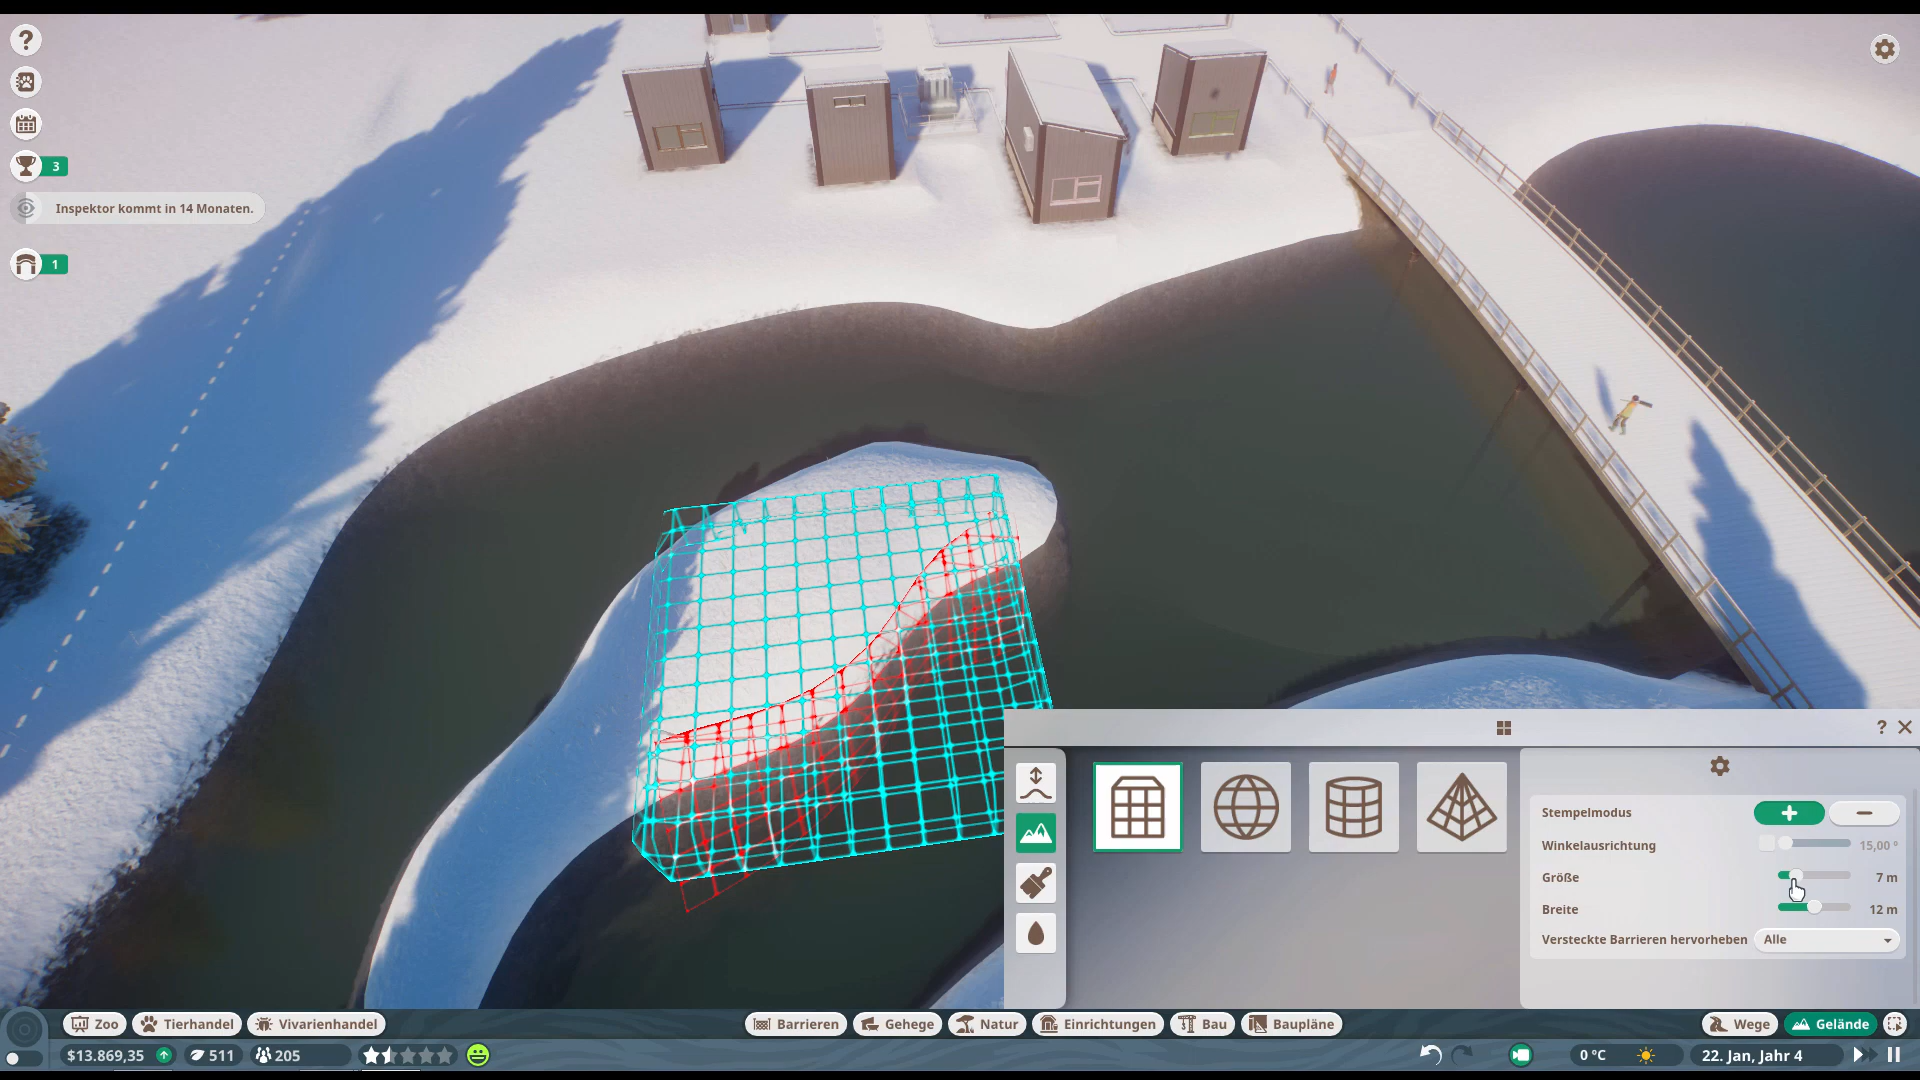 ?
3
Inspektor kommt in 14 Monaten.
1
?
Stempelmodus
Winkelausrichtung 15,00 °
Größe 7 m
Breite 12 m
Versteckte Barrieren hervorheben Alle
Zoo Tierhandel Vivarienhandel Barrieren Gehege Natur Einrichtungen Bau Baupläne Wege Gelände
$13.869,35 511 205 0 °C 22. Jan, Jahr 4